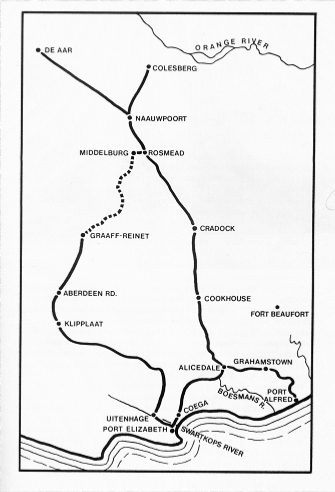 ORANGE RIVER
DE AAR
COLESBERG
NAAUWPOORT
MIDDELBURG
ROSMEAD
CRADOCK
GRAAFF-REINET
ABERDEEN RD.
COOKHOUSE
FORT BEAUFORT
KLIPPLAAT
ALICEDALE
GRAHAMSTOWN
BOESMANS R.
PORT
ALFRED
COEGA
UITENHAGE
PORT ELIZABETH
SWARTKOPS RIVER